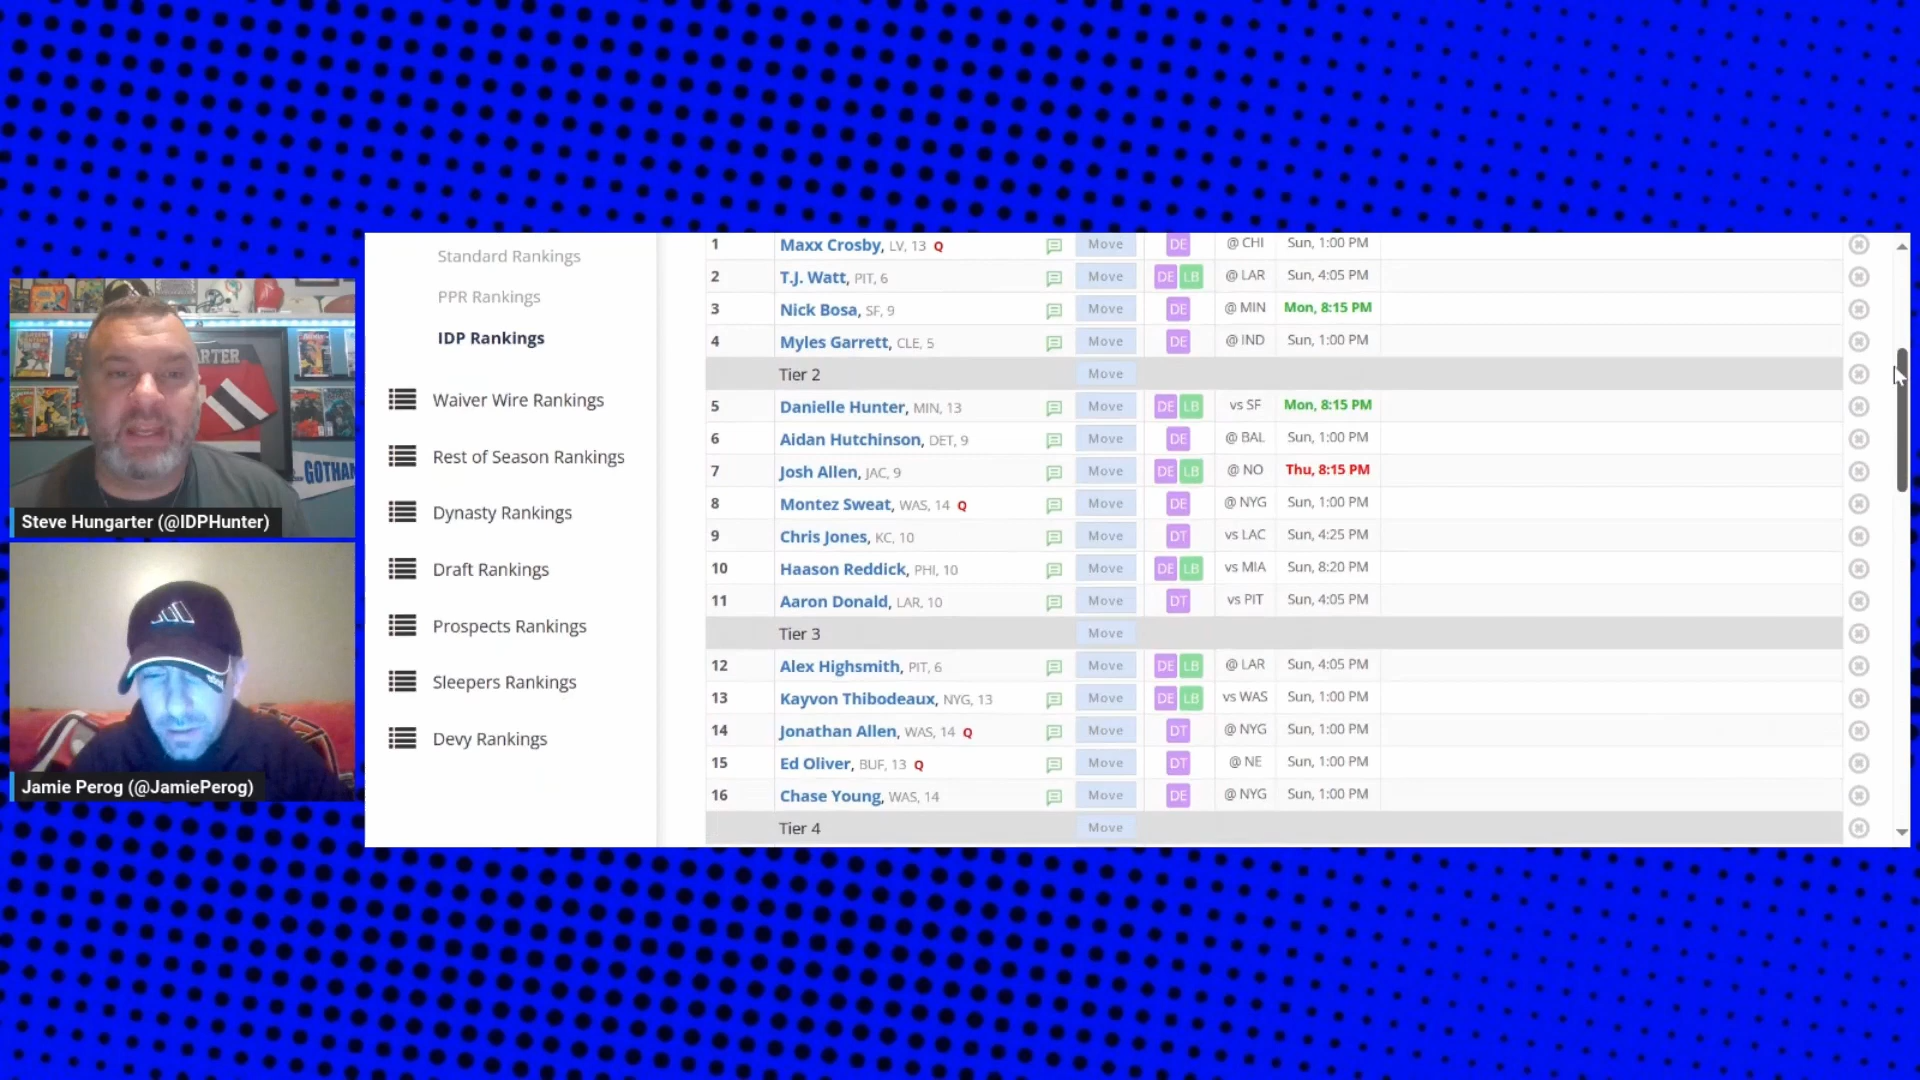 Standard Rankings
PPR Rankings
IDP Rankings
Waiver Wire Rankings
Rest of Season Rankings
Dynasty Rankings
Draft Rankings
Prospects Rankings
Sleepers Rankings
Devy Rankings
1 Maxx Crosby, LV, 13 Q Move DE @ CHI Sun, 1:00 PM
2 T.J. Watt, PIT, 6 Move DE LB @ LAR Sun, 4:05 PM
3 Nick Bosa, SF, 9 Move DE @ MIN Mon, 8:15 PM
4 Myles Garrett, CLE, 5 Move DE @ IND Sun, 1:00 PM
Tier 2 Move
5 Danielle Hunter, MIN, 13 Move DE LB vs SF Mon, 8:15 PM
6 Aidan Hutchinson, DET, 9 Move DE @ BAL Sun, 1:00 PM
7 Josh Allen, JAC, 9 Move DE LB @ NO Thu, 8:15 PM
8 Montez Sweat, WAS, 14 Q Move DE @ NYG Sun, 1:00 PM
9 Chris Jones, KC, 10 Move DT vs LAC Sun, 4:25 PM
10 Haason Reddick, PHI, 10 Move DE LB vs MIA Sun, 8:20 PM
11 Aaron Donald, LAR, 10 Move DT vs PIT Sun, 4:05 PM
Tier 3 Move
12 Alex Highsmith, PIT, 6 Move DE LB @ LAR Sun, 4:05 PM
13 Kayvon Thibodeaux, NYG, 13 Move DE LB vs WAS Sun, 1:00 PM
14 Jonathan Allen, WAS, 14 Q Move DT @ NYG Sun, 1:00 PM
15 Ed Oliver, BUF, 13 Q Move DT @ NE Sun, 1:00 PM
16 Chase Young, WAS, 14 Move DE @ NYG Sun, 1:00 PM
Tier 4 Move
ARTER
GOTHAM
Steve Hungarter (@IDPHunter)
Jamie Perog (@JamiePerog)